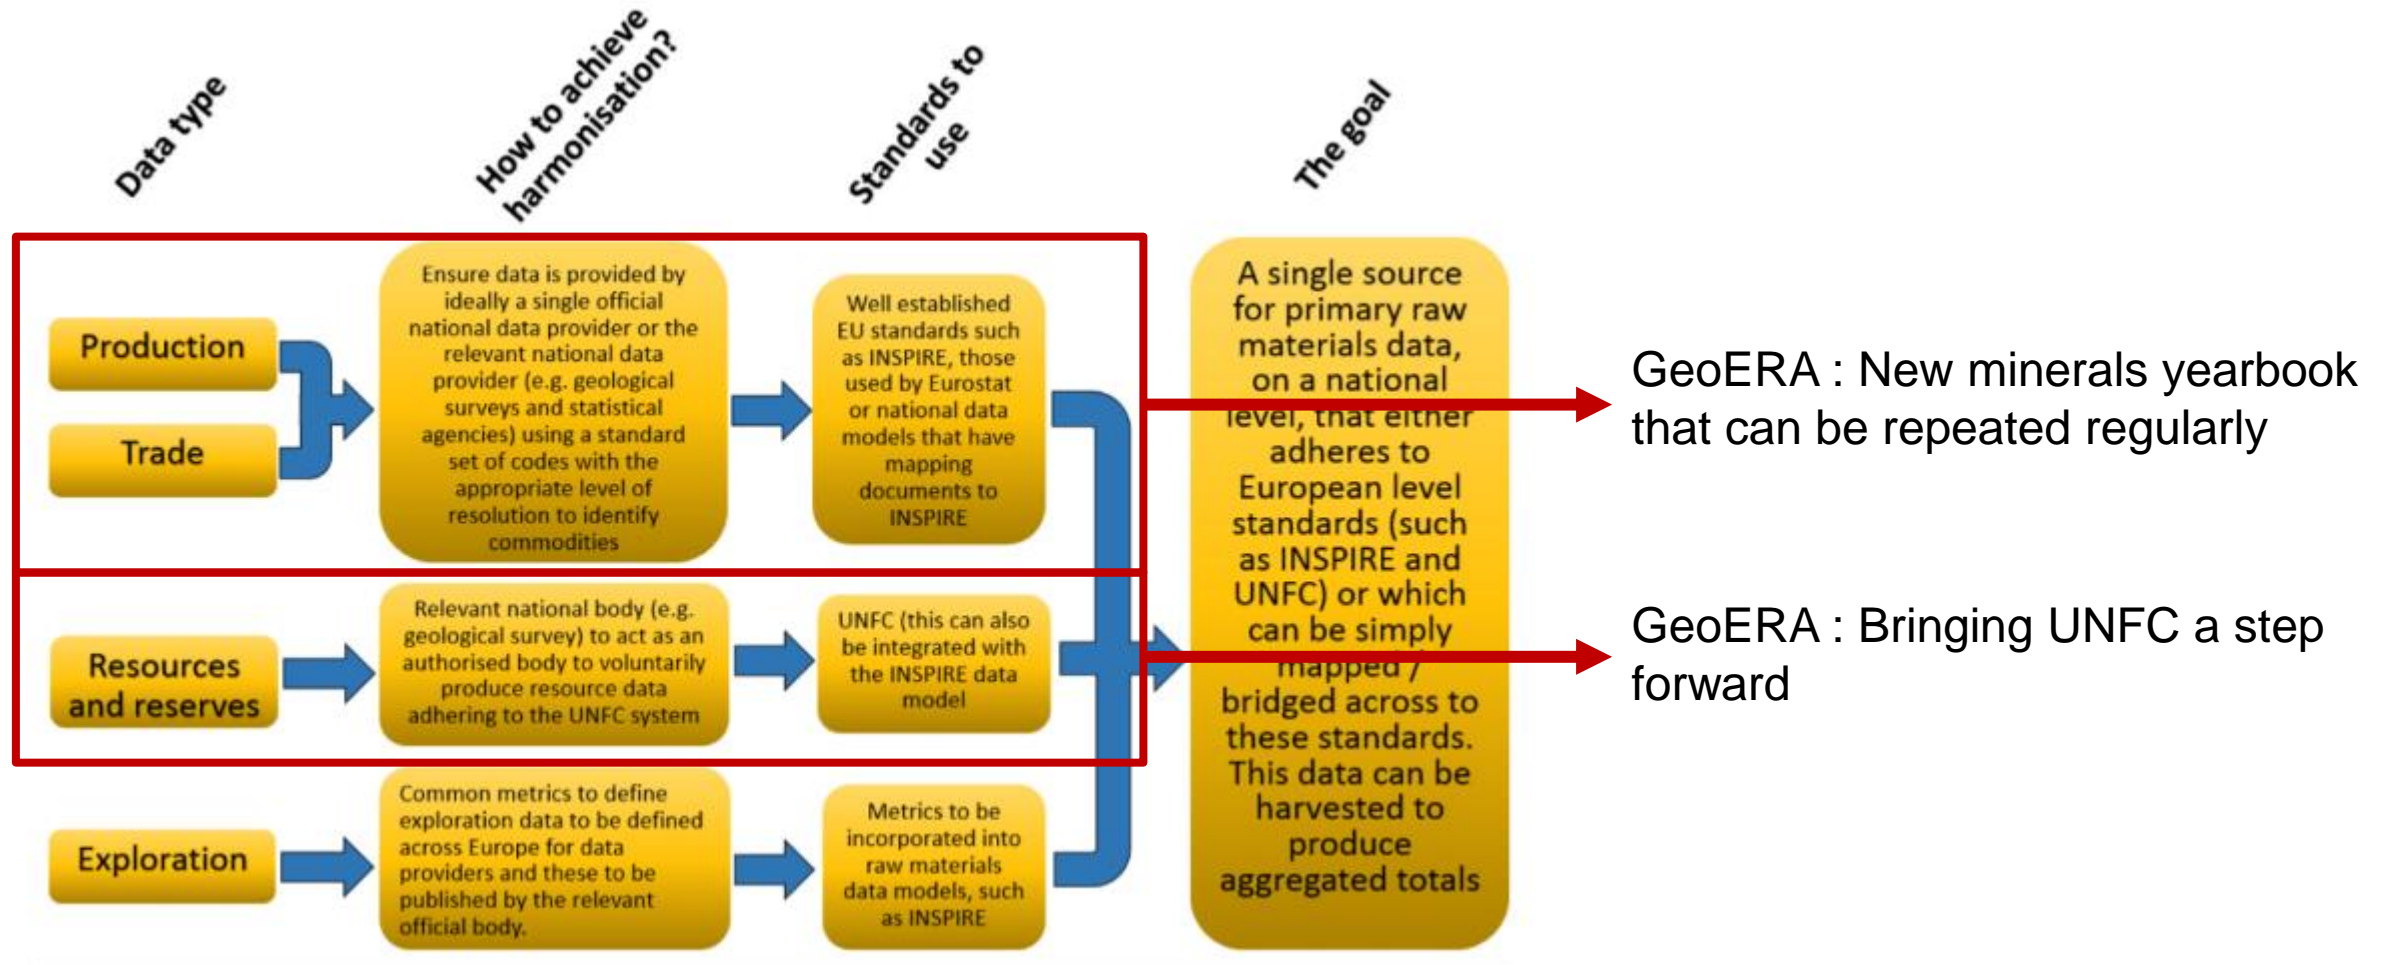 Data type
How to achieve
harmonisation?
Standards to
use
The goal
Production
Trade
Ensure data is provided by
ideally a single official
national data provider or the
relevant national data
provider (e.g. geological
surveys and statistical
agencies) using a standard
set of codes with the
appropriate level of
resolution to identify
commodities
Well established
EU standards such
as INSPIRE, those
used by Eurostat
or national data
models that have
mapping
documents to
INSPIRE
Resources
and reserves
Relevant national body (e.g.
geological survey) to act as an
authorised body to voluntarily
produce resource data
adhering to the UNFC system
UNFC (this can also
be integrated with
the INSPIRE data
model
Exploration
Common metrics to define
exploration data to be defined
across Europe for data
providers and these to be
published by the relevant
official body.
Metrics to be
incorporated into
raw materials
data models, such
as INSPIRE
A single source
for primary raw
materials data,
on a national
level, that either
adheres to
European level
standards (such
as INSPIRE and
UNFC) or which
can be simply
mapped /
bridged across to
these standards.
This data can be
harvested to
produce
aggregated totals
GeoERA : New minerals yearbook
that can be repeated regularly
GeoERA : Bringing UNFC a step
forward